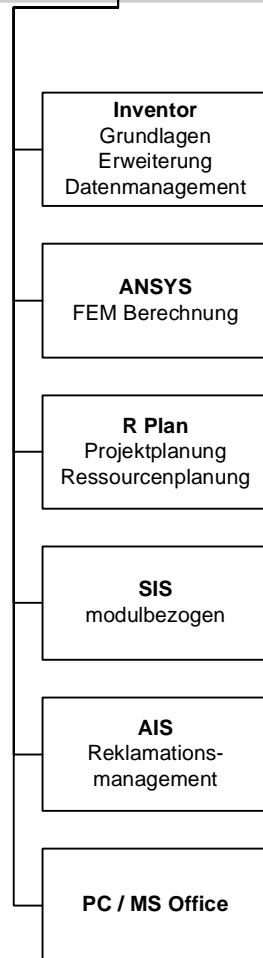 Inventor
Grundlagen
Erweiterung
Datenmanagement
ANSYS
FEM Berechnung
R Plan
Projektplanung
Ressourcenplanung
SIS
modulbezogen
AIS
Reklamations-
management
PC / MS Office